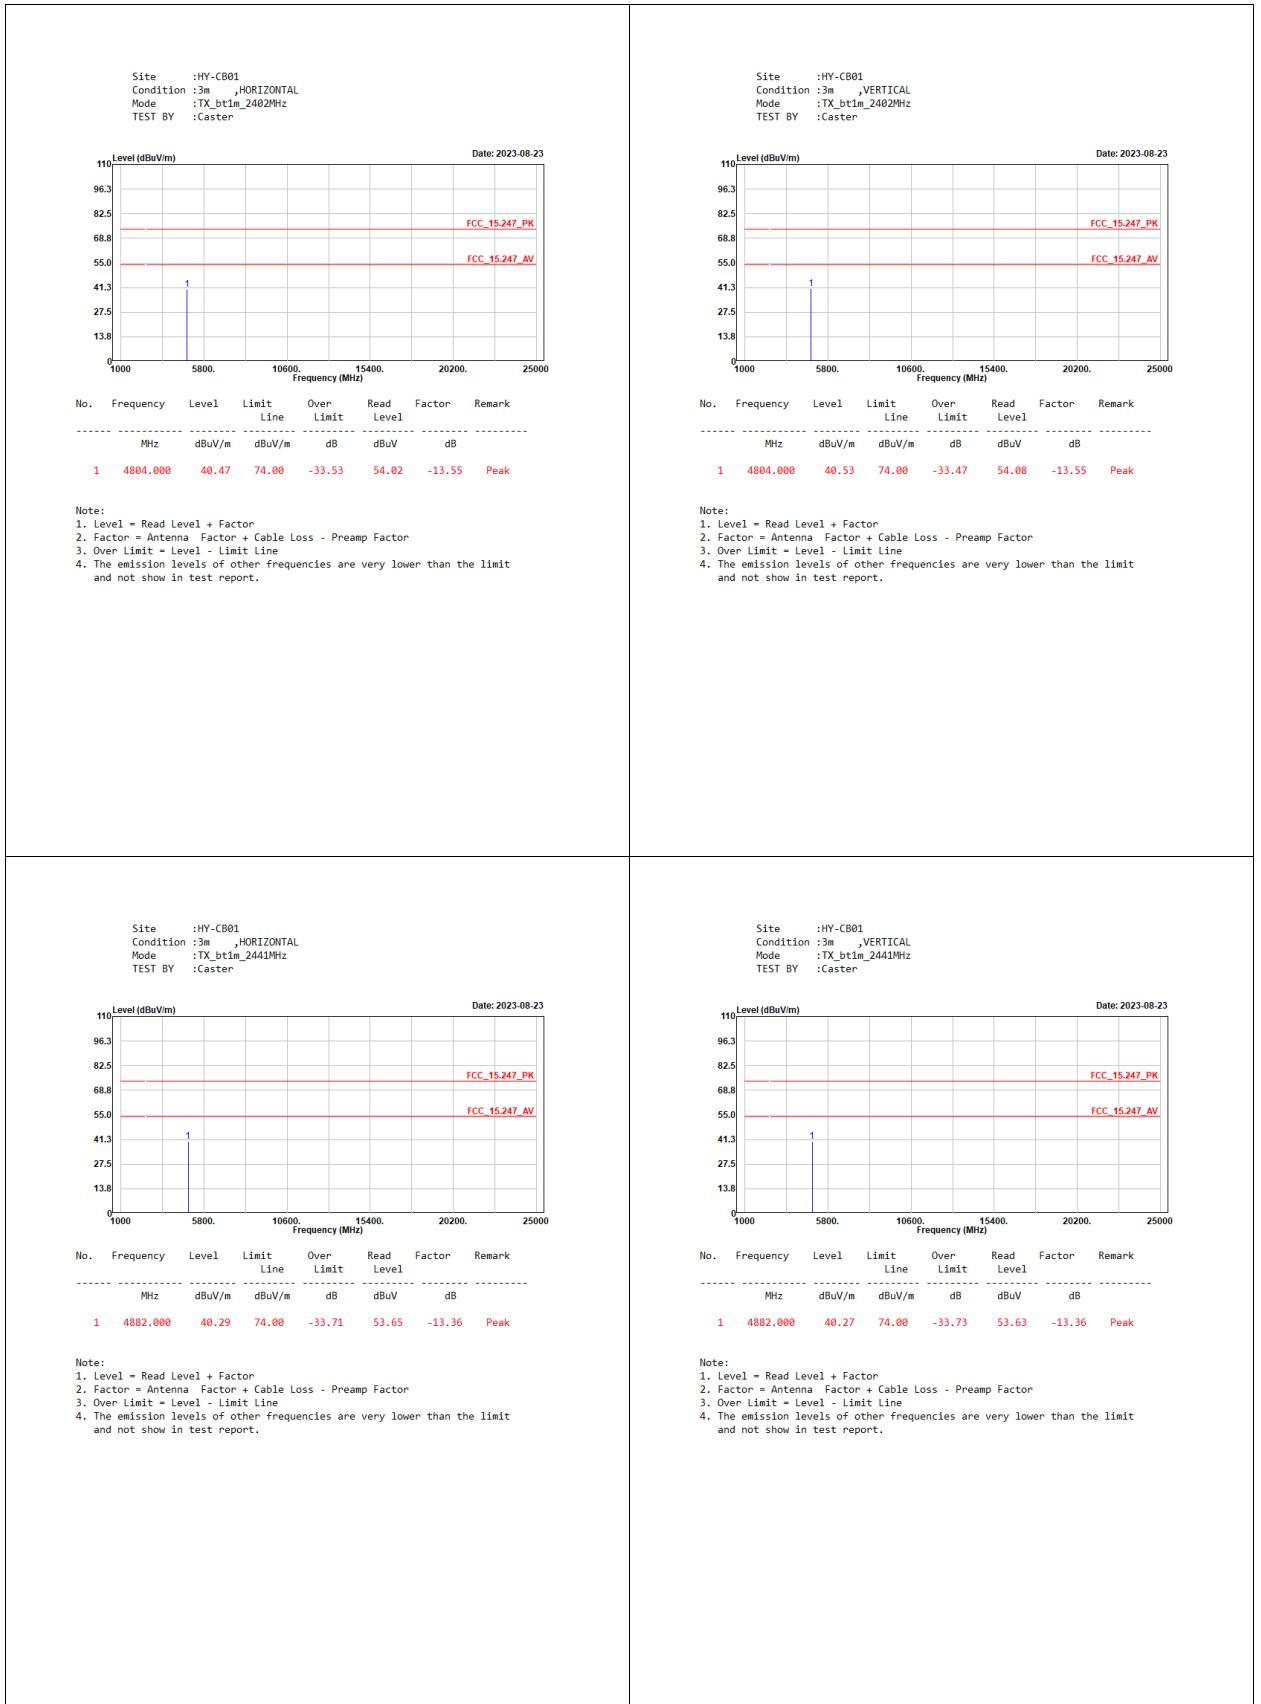 Site      :HY-CB01
Condition :3m    ,HORIZONTAL
Mode      :TX_bt1m_2402MHz
TEST BY   :Caster
Level (dBuV/m)
Date: 2023-08-23
110
96.3
82.5
FCC_15.247_PK
68.8
FCC_15.247_AV
55.0
41.3
1
27.5
13.8
0
1000 5800. 10600. 15400. 20200. 25000
Frequency (MHz)
No. Frequency Level Limit Over Read Factor Remark
Line Limit Level
------ ----------- -------- --------- --------- -------- -------- ---------
MHz dBuV/m dBuV/m dB dBuV dB
1 4804.000 40.47 74.00 -33.53 54.02 -13.55 Peak
Note:
1. Level = Read Level + Factor
2. Factor = Antenna  Factor + Cable Loss - Preamp Factor
3. Over Limit = Level - Limit Line
4. The emission levels of other frequencies are very lower than the limit
and not show in test report.
Site      :HY-CB01
Condition :3m    ,VERTICAL
Mode      :TX_bt1m_2402MHz
TEST BY   :Caster
Level (dBuV/m)
Date: 2023-08-23
110
96.3
82.5
FCC_15.247_PK
68.8
FCC_15.247_AV
55.0
41.3
1
27.5
13.8
0
1000 5800. 10600. 15400. 20200. 25000
Frequency (MHz)
No. Frequency Level Limit Over Read Factor Remark
Line Limit Level
------ ----------- -------- --------- --------- --------- -------- ---------
MHz dBuV/m dBuV/m dB dBuV dB
1 4804.000 40.53 74.00 -33.47 54.08 -13.55 Peak
Note:
1. Level = Read Level + Factor
2. Factor = Antenna  Factor + Cable Loss - Preamp Factor
3. Over Limit = Level - Limit Line
4. The emission levels of other frequencies are very lower than the limit
and not show in test report.
Site      :HY-CB01
Condition :3m    ,HORIZONTAL
Mode      :TX_bt1m_2441MHz
TEST BY   :Caster
Level (dBuV/m)
Date: 2023-08-23
110
96.3
82.5
FCC_15.247_PK
68.8
FCC_15.247_AV
55.0
41.3
1
27.5
13.8
0
1000 5800. 10600. 15400. 20200. 25000
Frequency (MHz)
No. Frequency Level Limit Over Read Factor Remark
Line Limit Level
------ ----------- -------- --------- --------- -------- -------- ---------
MHz dBuV/m dBuV/m dB dBuV dB
1 4882.000 40.29 74.00 -33.71 53.65 -13.36 Peak
Note:
1. Level = Read Level + Factor
2. Factor = Antenna  Factor + Cable Loss - Preamp Factor
3. Over Limit = Level - Limit Line
4. The emission levels of other frequencies are very lower than the limit
and not show in test report.
Site      :HY-CB01
Condition :3m    ,VERTICAL
Mode      :TX_bt1m_2441MHz
TEST BY   :Caster
Level (dBuV/m)
Date: 2023-08-23
110
96.3
82.5
FCC_15.247_PK
68.8
FCC_15.247_AV
55.0
41.3
1
27.5
13.8
0
1000 5800. 10600. 15400. 20200. 25000
Frequency (MHz)
No. Frequency Level Limit Over Read Factor Remark
Line Limit Level
------ ----------- -------- --------- --------- --------- -------- ---------
MHz dBuV/m dBuV/m dB dBuV dB
1 4882.000 40.27 74.00 -33.73 53.63 -13.36 Peak
Note:
1. Level = Read Level + Factor
2. Factor = Antenna  Factor + Cable Loss - Preamp Factor
3. Over Limit = Level - Limit Line
4. The emission levels of other frequencies are very lower than the limit
and not show in test report.